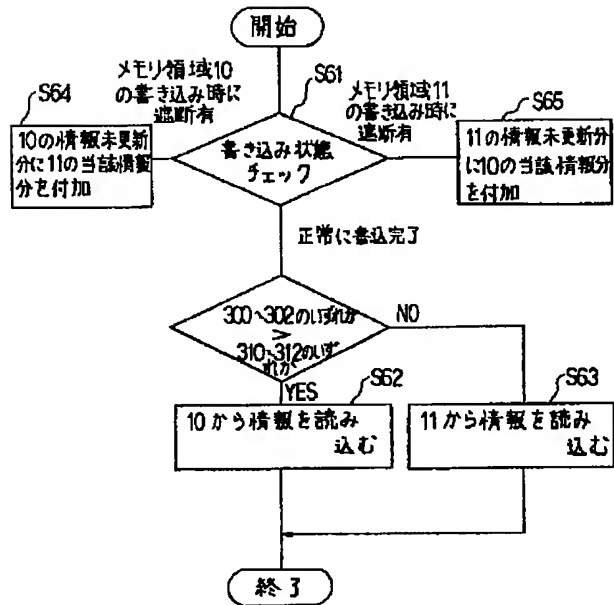 開始
メモリ領域10
の書き込み時に
遮断有
S64
S61
メモリ領域11
の書き込み時に
遮断有
S65
10の情報未更新
分に11の当該情報
分を付加
書き込み状態
チェック
11の情報未更新分
に10の当該情報分
を付加
正常に書込完了
300~302のいずれか
>
310~312のいず
れか
NO
YES
S62
S63
10から情報を読み
込む
11から情報を読み
込む
終了